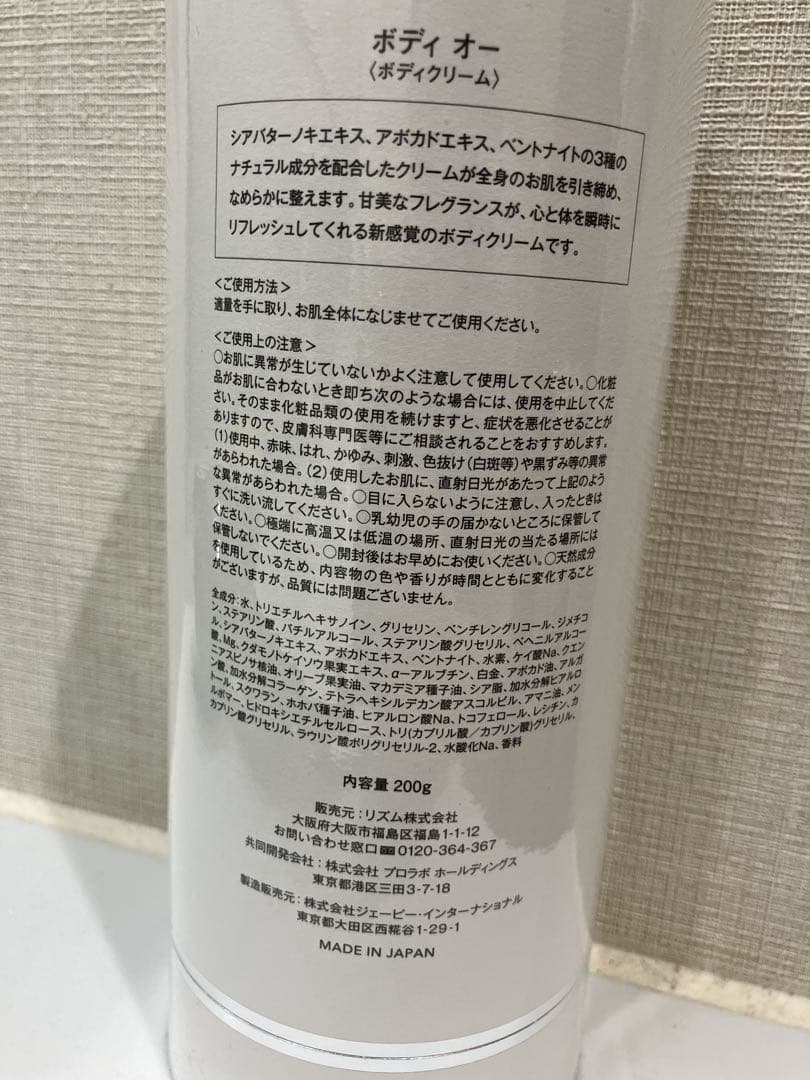 ボディ オー
〈ボディクリーム〉
シアバターノキエキス、アボカドエキス、ベントナイトの3種の
ナチュラル成分を配合したクリームが全身のお肌を引き締め、
なめらかに整えます。甘美なフレグランスが、心と体を瞬時に
リフレッシュしてくれる新感覚のボディクリームです。
<ご使用方法>
適量を手に取り、お肌全体になじませてご使用ください。
<ご使用上の注意>
○お肌に異常が生じていないかよく注意して使用してください。○化粧
品がお肌に合わないとき即ち次のような場合には、使用を中止してくだ
さい。そのまま化粧品類の使用を続けますと、症状を悪化させることが
ありますので、皮膚科専門医等にご相談されることをおすすめします。
(1)使用中、赤味、はれ、かゆみ、刺激、色抜け(白斑等)や黒ずみ等の異常
があらわれた場合。(2)使用したお肌に、直射日光があたって上記のよう
な異常があらわれた場合。○目に入らないように注意し、入ったときは
すぐに洗い流してください。○乳幼児の手の届かないところに保管して
ください。○極端に高温又は低温の場所、直射日光の当たる場所には
保管しないでください。○開封後はお早めにお使いください。○天然成分
を使用しているため、内容物の色や香りが時間とともに変化すること
がございますが、品質には問題ございません。
全成分:水、トリエチルヘキサノイン、グリセリン、ペンチレングリコール、ジメチコ
ン、ステアリン酸、バチルアルコール、ステアリン酸グリセリル、ベヘニルアルコー
ル、シアバターノキエキス、アボカドエキス、ベントナイト、水素、ケイ酸Na、クエン
酸、Mg、クダモノトケイソウ果実エキス、α-アルブチン、白金、アボカド油、アルガ
ニアスピノサ核油、オリーブ果実油、マカデミア種子油、シア脂、加水分解ヒアルロ
ン酸、加水分解コラーゲン、テトラヘキシルデカン酸アスコルビル、アマニ油、メン
トール、スクワラン、ホホバ種子油、ヒアルロン酸Na、トコフェロール、レシチン、カ
ルボマー、ヒドロキシエチルセルロース、トリ(カプリル酸/カプリン酸)グリセリル、
カプリン酸グリセリル、ラウリン酸ポリグリセリル-2、水酸化Na、香料
内容量 200g
販売元:リズム株式会社
大阪府大阪市福島区福島1-1-12
お問い合わせ窓口 0120-364-367
共同開発会社:株式会社 プロラボ ホールディングス
東京都港区三田3-7-18
製造販売元:株式会社ジェーピー・インターナショナル
東京都大田区西糀谷1-29-1
MADE IN JAPAN